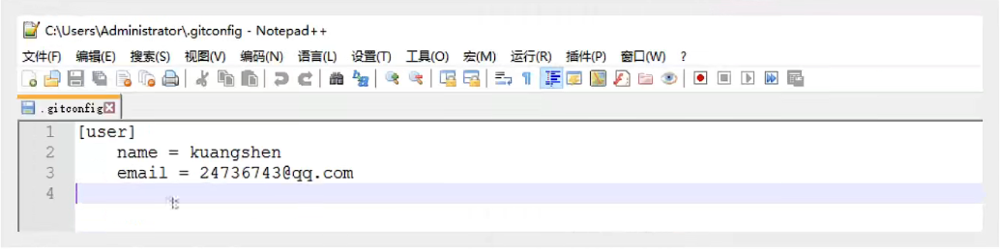 C:\Users\Administrator\.gitconfig - Notepad++
文件(F) 编辑(E) 搜索(S) 视图(V) 编码(N) 语言(L) 设置(T) 工具(O) 宏(M) 运行(R) 插件(P) 窗口(W) ?
.gitconfig
1 [user]
2 name = kuangshen
3 email = 24736743@qq.com
4